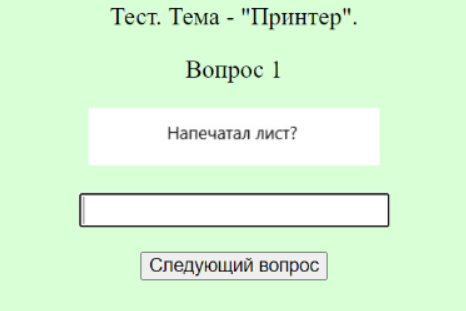 Тест. Тема - "Принтер".
Вопрос 1
Напечатал лист?
Следующий вопрос